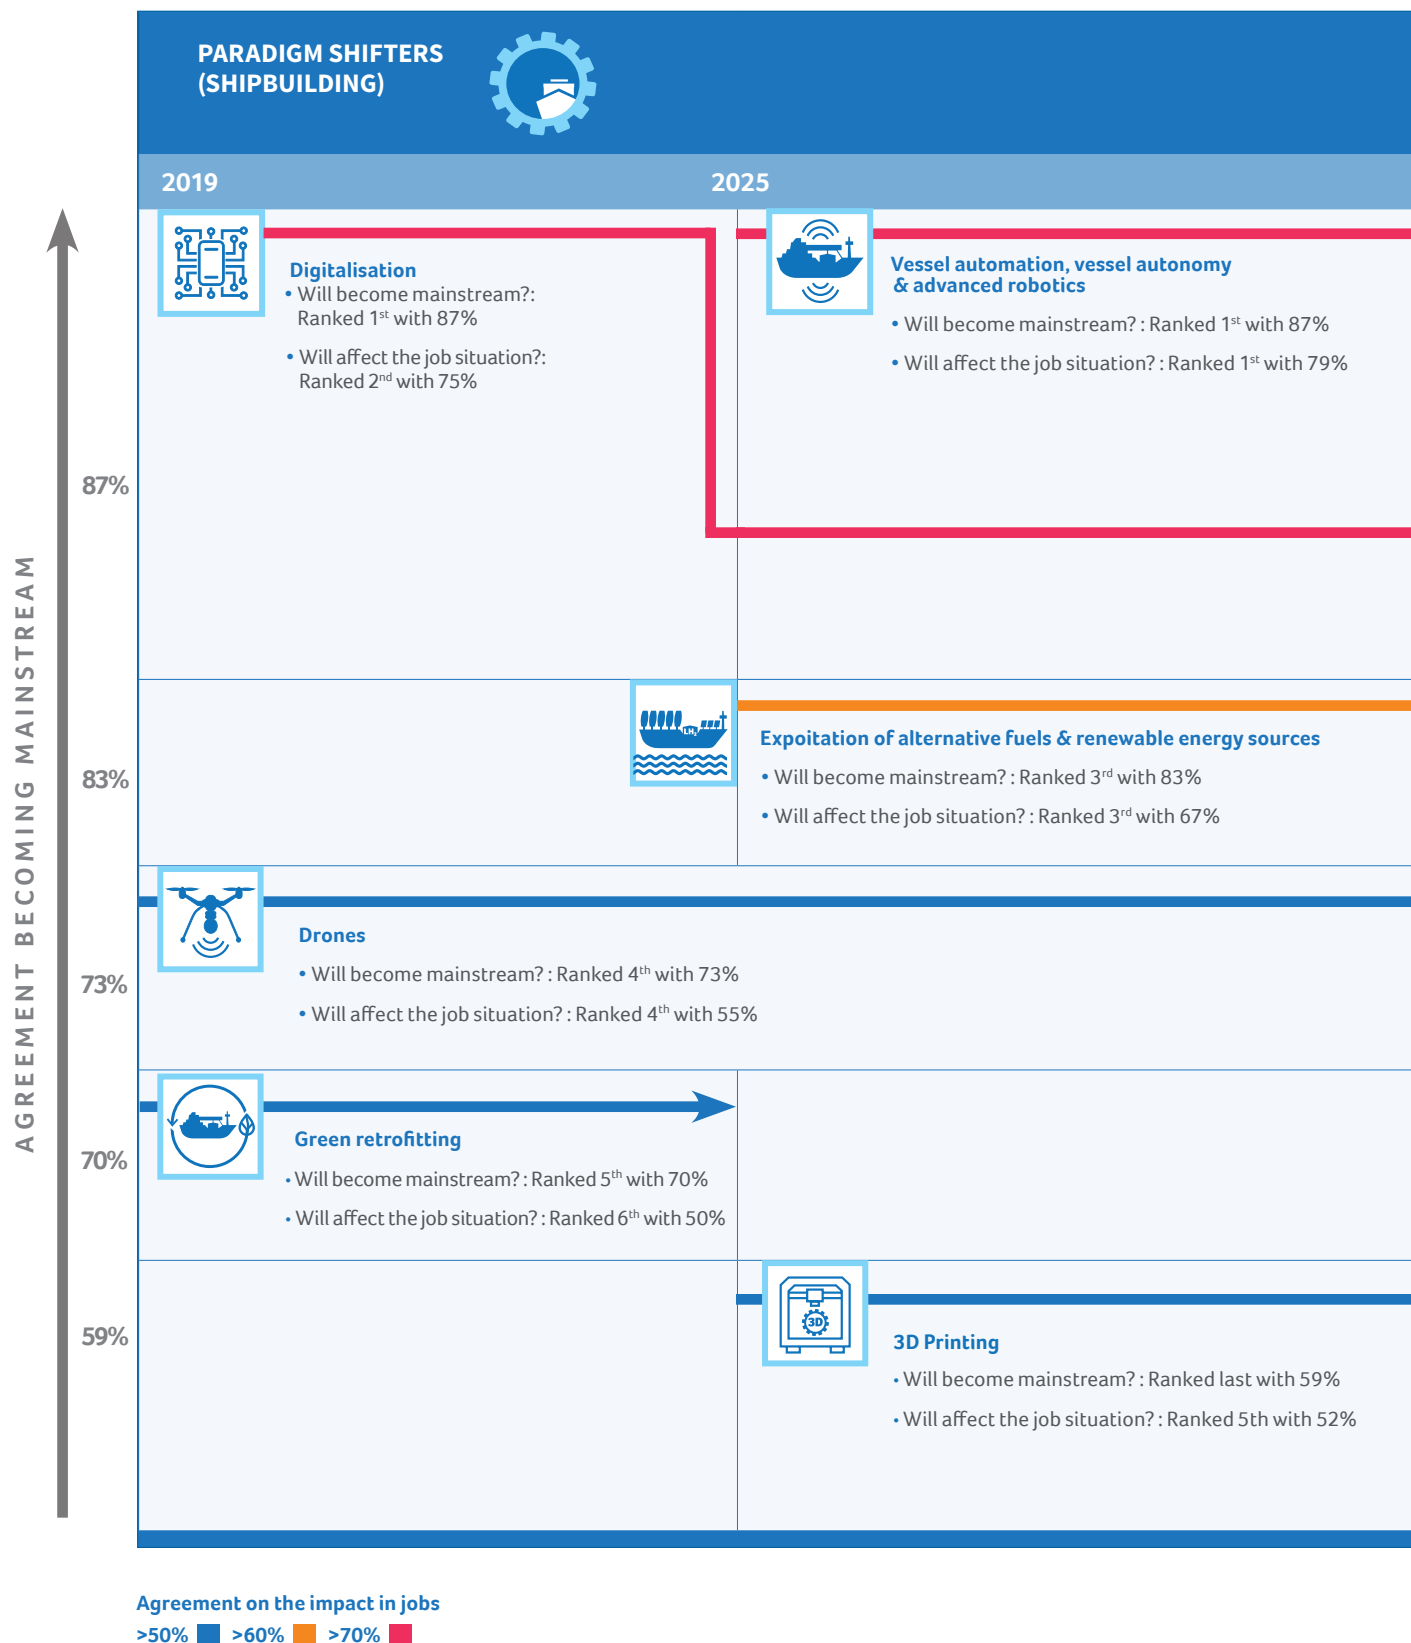 PARADIGM SHIFTERS
(SHIPBUILDING)
2019
2025
AGREEMENT BECOMING MAINSTREAM
87%
Digitalisation
• Will become mainstream?:
Ranked 1st with 87%
• Will affect the job situation?:
Ranked 2nd with 75%
Vessel automation, vessel autonomy
& advanced robotics
• Will become mainstream? : Ranked 1st with 87%
• Will affect the job situation? : Ranked 1st with 79%
83%
LH2
Expoitation of alternative fuels & renewable energy sources
• Will become mainstream? : Ranked 3rd with 83%
• Will affect the job situation? : Ranked 3rd with 67%
73%
Drones
• Will become mainstream? : Ranked 4th with 73%
• Will affect the job situation? : Ranked 4th with 55%
70%
Green retrofitting
• Will become mainstream? : Ranked 5th with 70%
• Will affect the job situation? : Ranked 6th with 50%
59%
3D
3D Printing
• Will become mainstream? : Ranked last with 59%
• Will affect the job situation? : Ranked 5th with 52%
Agreement on the impact in jobs
>50% >60% >70%